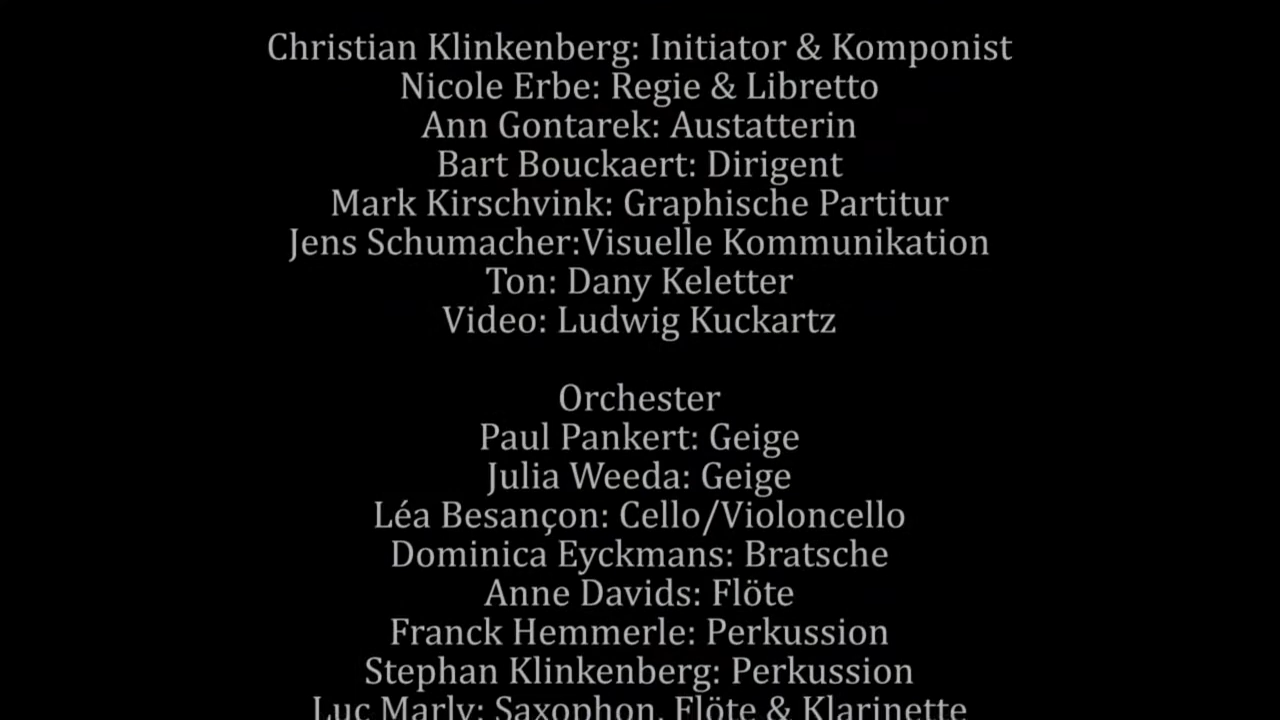 Christian Klinkenberg: Initiator & Komponist
Nicole Erbe: Regie & Libretto
Ann Gontarek: Austatterin
Bart Bouckaert: Dirigent
Mark Kirschvink: Graphische Partitur
Jens Schumacher:Visuelle Kommunikation
Ton: Dany Keletter
Video: Ludwig Kuckartz
Orchester
Paul Pankert: Geige
Julia Weeda: Geige
Léa Besançon: Cello/Violoncello
Dominica Eyckmans: Bratsche
Anne Davids: Flöte
Franck Hemmerle: Perkussion
Stephan Klinkenberg: Perkussion
Luc Marly: Saxophon, Flöte & Klarinette